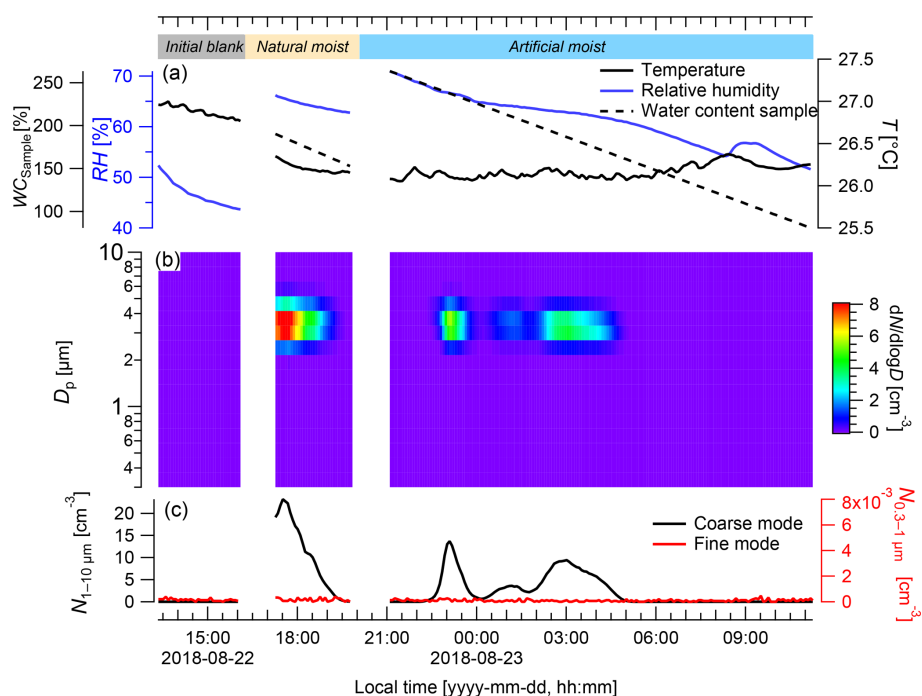 Initial blank Natural moist Artificial moist
(a)
Temperature
Relative humidity
Water content sample
WCSample [%]
250
200
150
100
RH [%]
70
60
50
40
T [°C]
27.5
27.0
26.5
26.0
25.5
(b)
Dp [µm]
10
8
6
4
2
1
8
6
4
dN/dlogD [cm-3]
8
6
4
2
0
(c)
Coarse mode
Fine mode
N1–10 µm [cm-3]
20
15
10
5
0
N0.3–1 µm [cm-3]
8x10-3
6
4
2
0
15:00 18:00 21:00 00:00 03:00 06:00 09:00
2018-08-22 2018-08-23
Local time [yyyy-mm-dd, hh:mm]